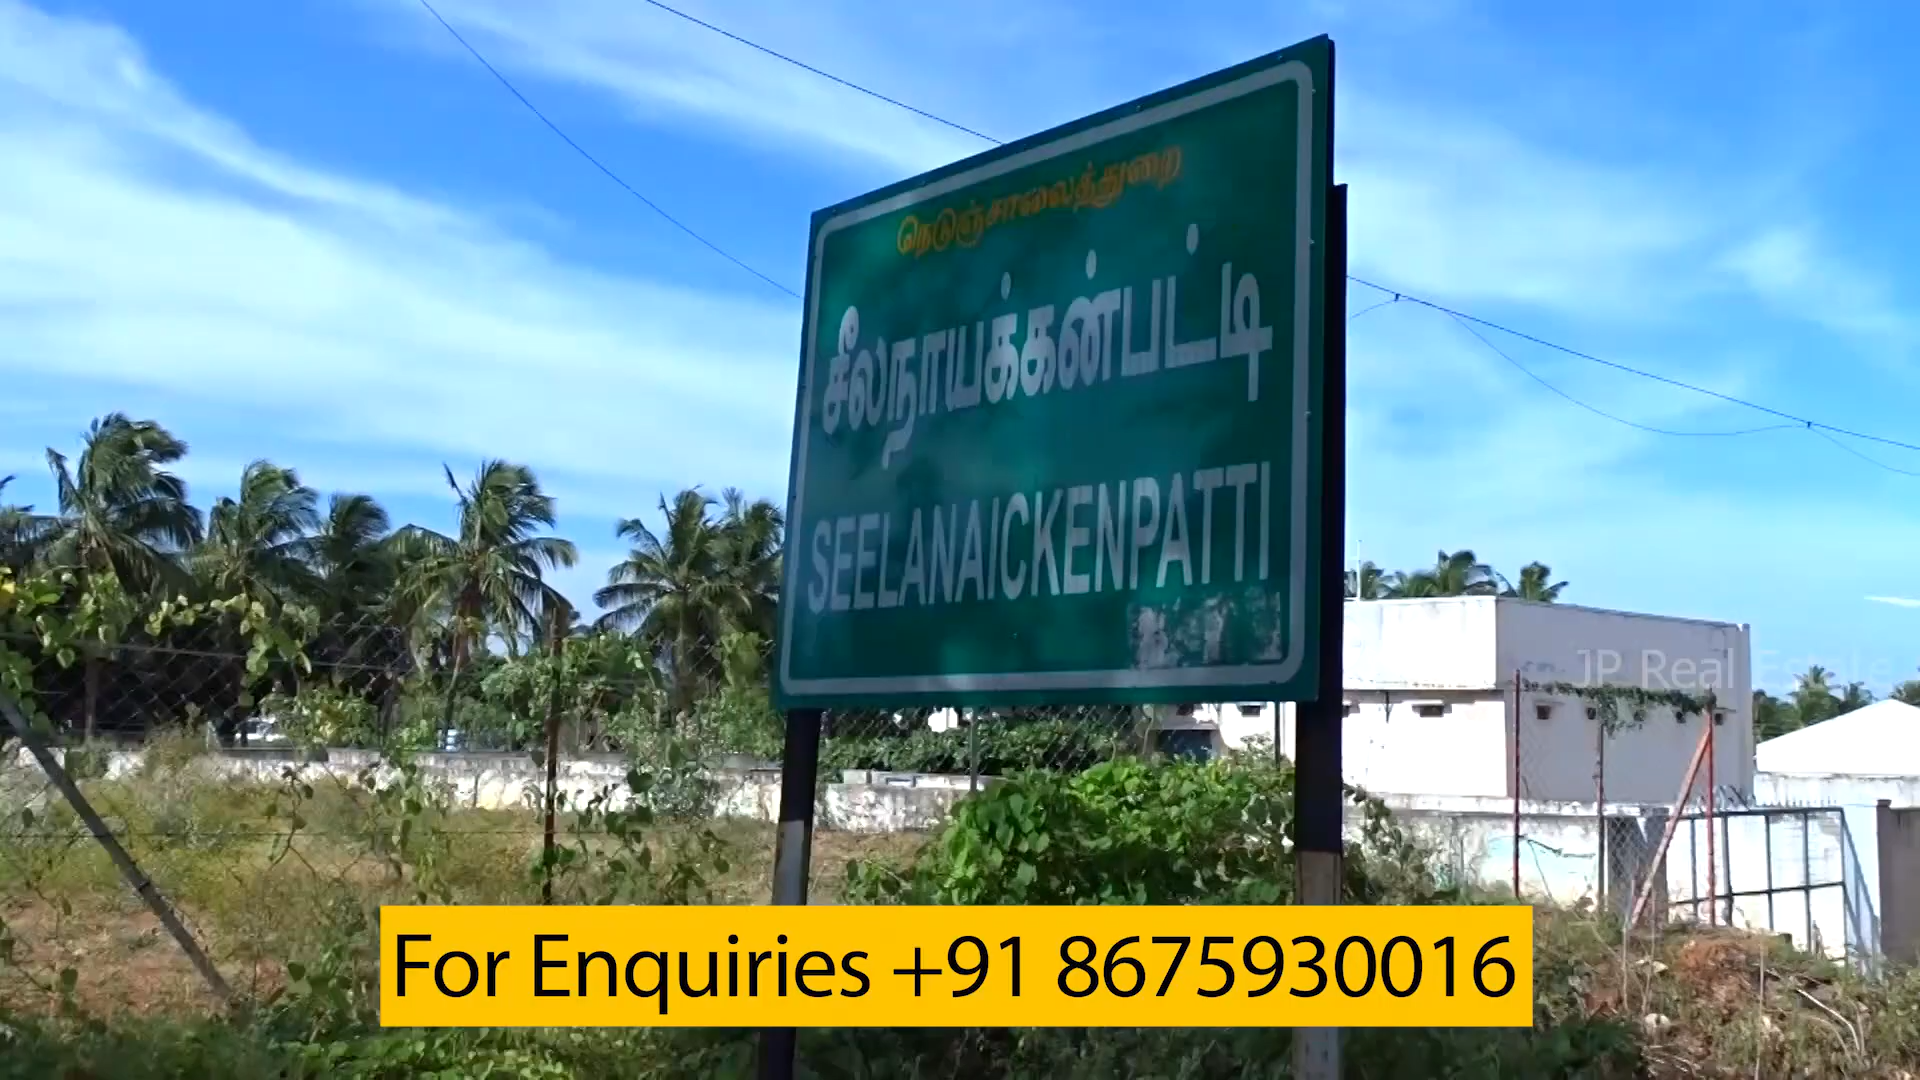 நெடுஞ்சாலைத்துறை
சீலநாயக்கன்பட்டி
SEELANAICKENPATTI
JP Real Estate
For Enquiries +91 8675930016